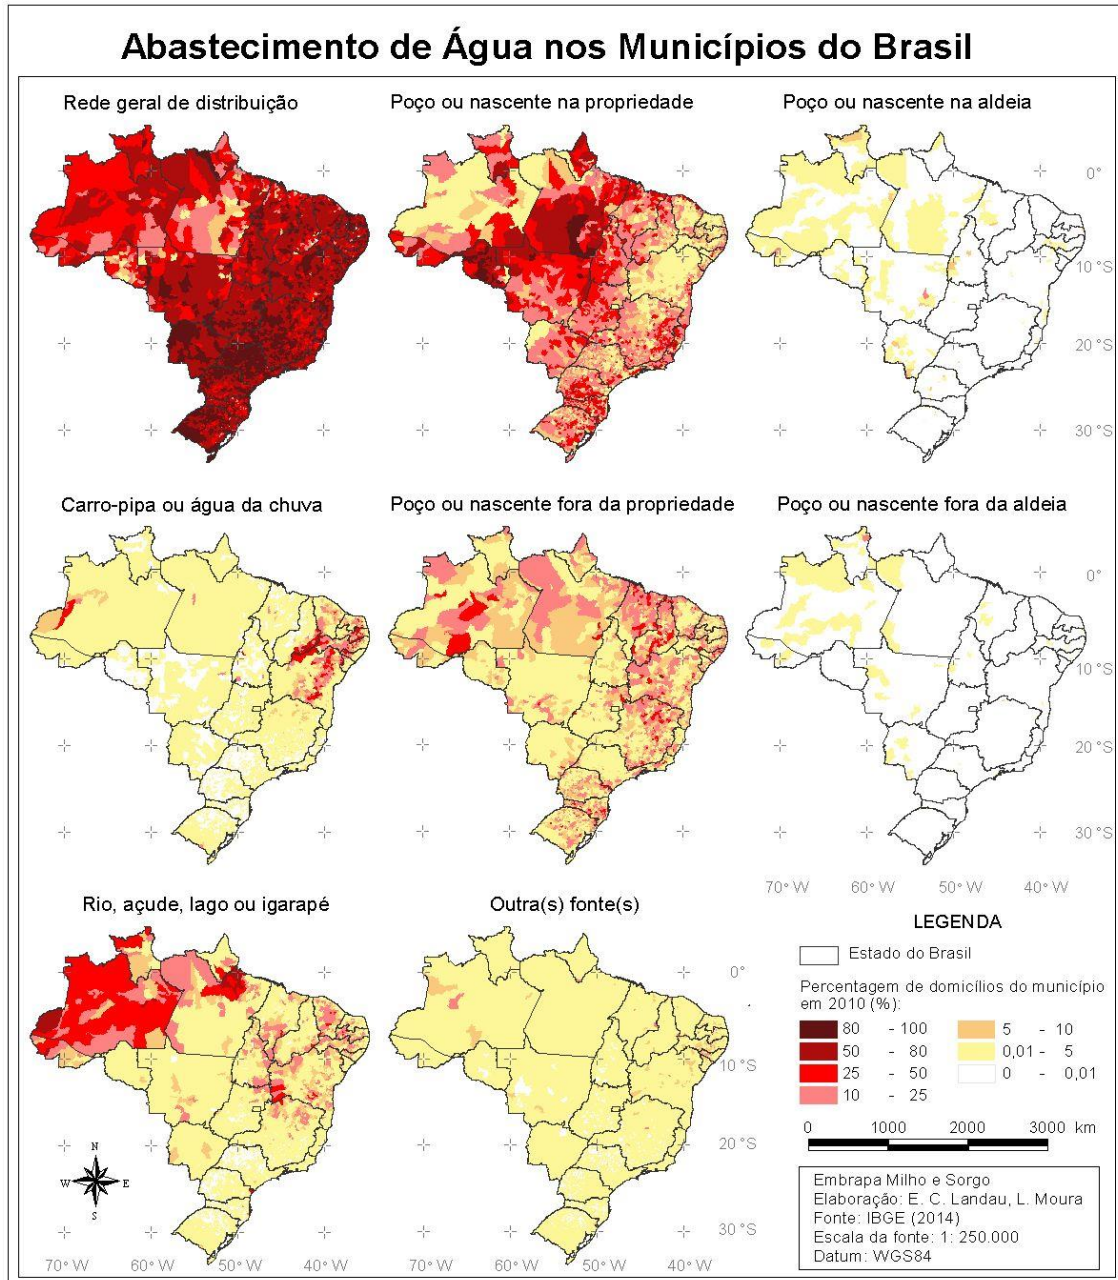 Abastecimento de Água nos Municípios do Brasil
Rede geral de distribuição
Poço ou nascente na propriedade
Poço ou nascente na aldeia
0°
10 °S
20 °S
30 °S
Carro-pipa ou água da chuva
Poço ou nascente fora da propriedade
Poço ou nascente fora da aldeia
0°
10 °S
20 °S
30 °S
70° W 60° W 50° W 40° W
Rio, açude, lago ou igarapé
Outra(s) fonte(s)
0°
10 °S
20 °S
30 °S
N
W E
S
70° W 60° W 50° W 40° W
70° W 60° W 50° W 40° W
LEGENDA
Estado do Brasil
Percentagem de domicílios do município
em 2010 (%):
80 - 100
50 - 80
25 - 50
10 - 25
5 - 10
0,01 - 5
0 - 0,01
0 1000 2000 3000 km
Embrapa Milho e Sorgo
Elaboração: E. C. Landau, L. Moura
Fonte: IBGE (2014)
Escala da fonte: 1: 250.000
Datum: WGS84